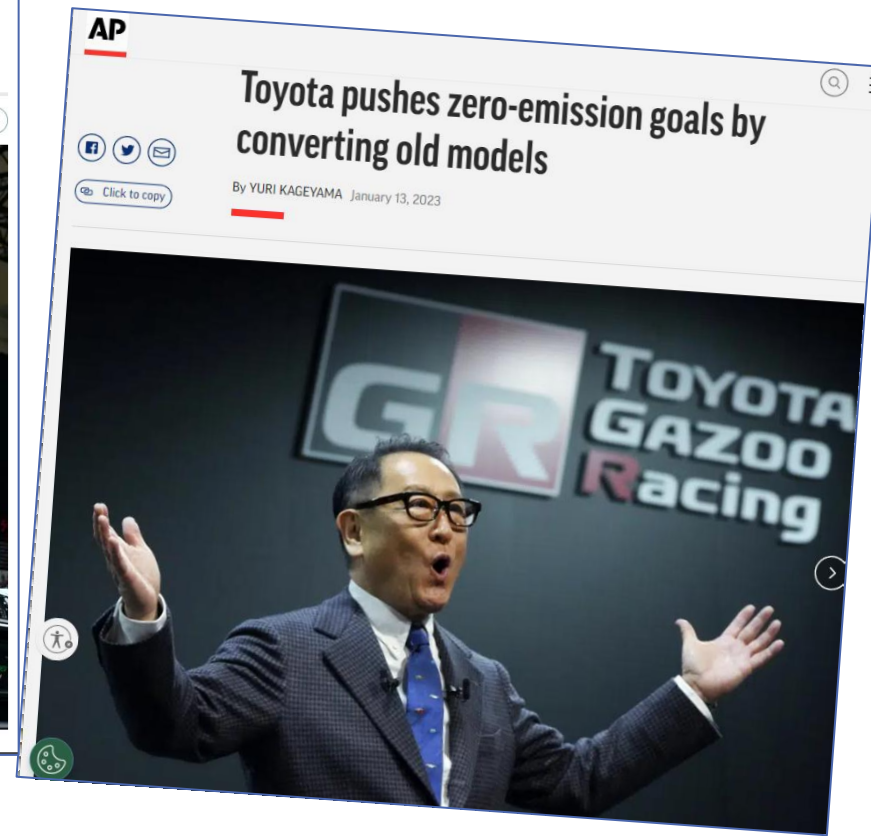 AP
Toyota pushes zero-emission goals by
converting old models
Click to copy
By YURI KAGEYAMA January 13, 2023
GR
TOYOTA
GAZOO
Racing